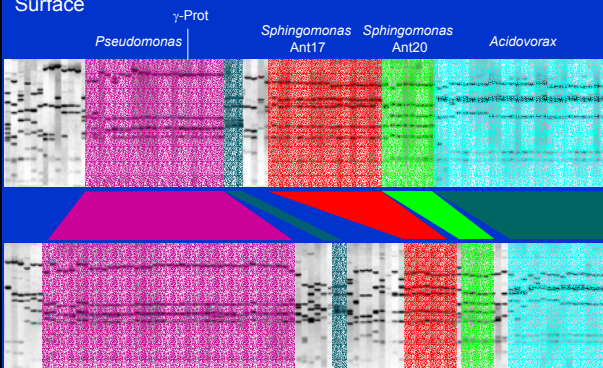 Surface
γ-Prot
Pseudomonas
Sphingomonas
Ant17
Sphingomonas
Ant20
Acidovorax